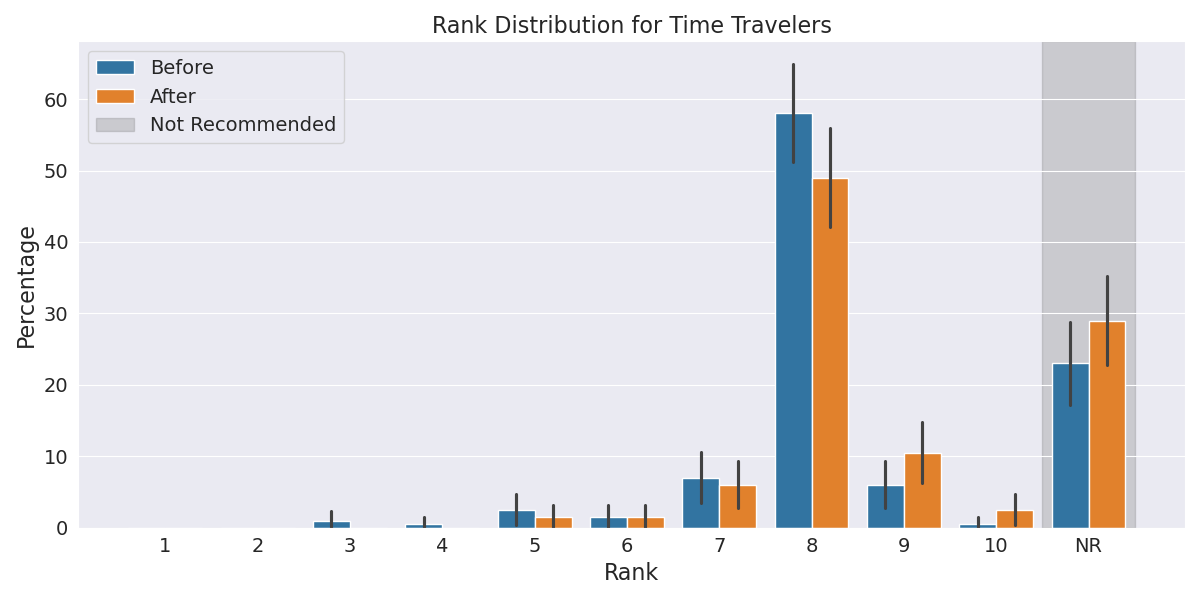 Rank Distribution for Time Travelers
Before
After
Not Recommended
Percentage
60
50
40
30
20
10
0
1 2 3 4 5 6 7 8 9 10 NR
Rank